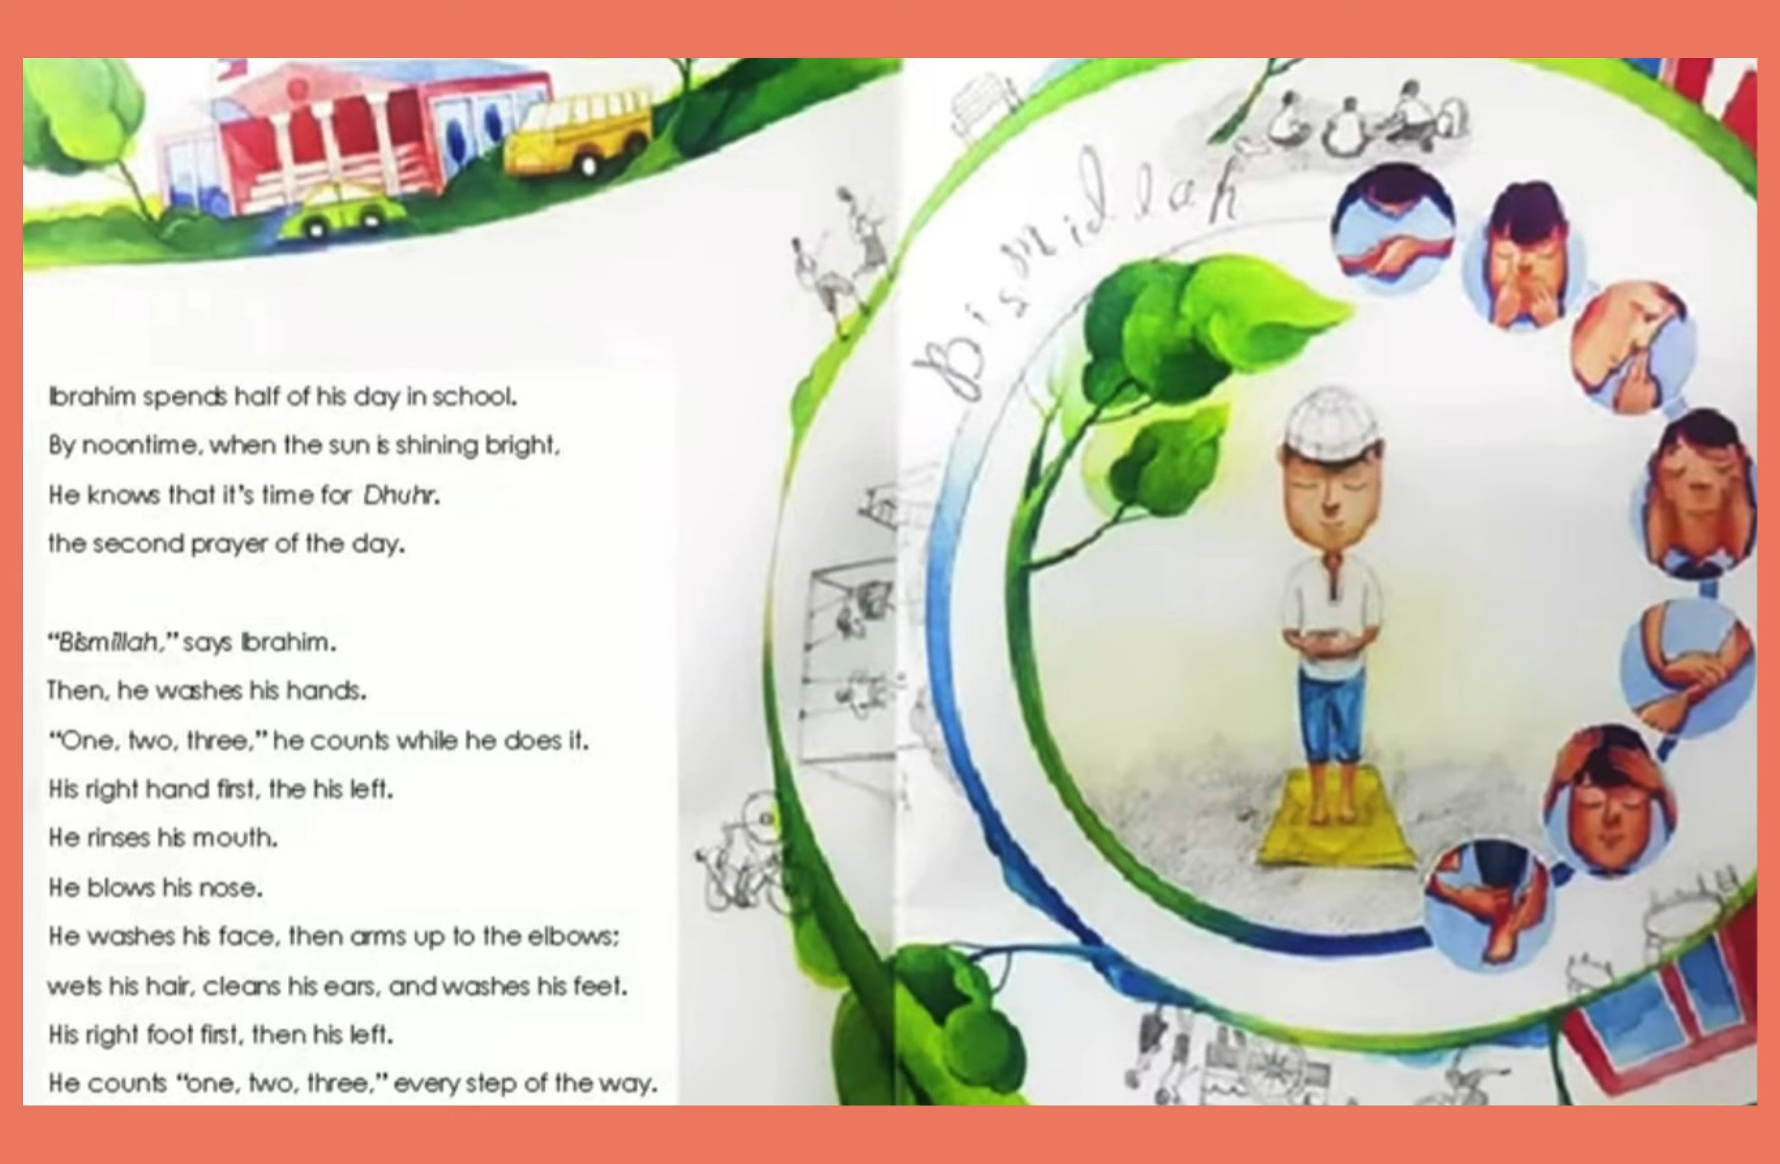 Ibrahim spends half of his day in school.
By noontime, when the sun is shining bright,
He knows that it's time for Dhuhr.
the second prayer of the day.
“Bismillah,” says Ibrahim.
Then, he washes his hands.
“One, two, three,” he counts while he does it.
His right hand first, the his left.
He rinses his mouth.
He blows his nose.
He washes his face, then arms up to the elbows;
wets his hair, cleans his ears, and washes his feet.
His right foot first, then his left.
He counts “one, two, three,” every step of the way.
Bismillah